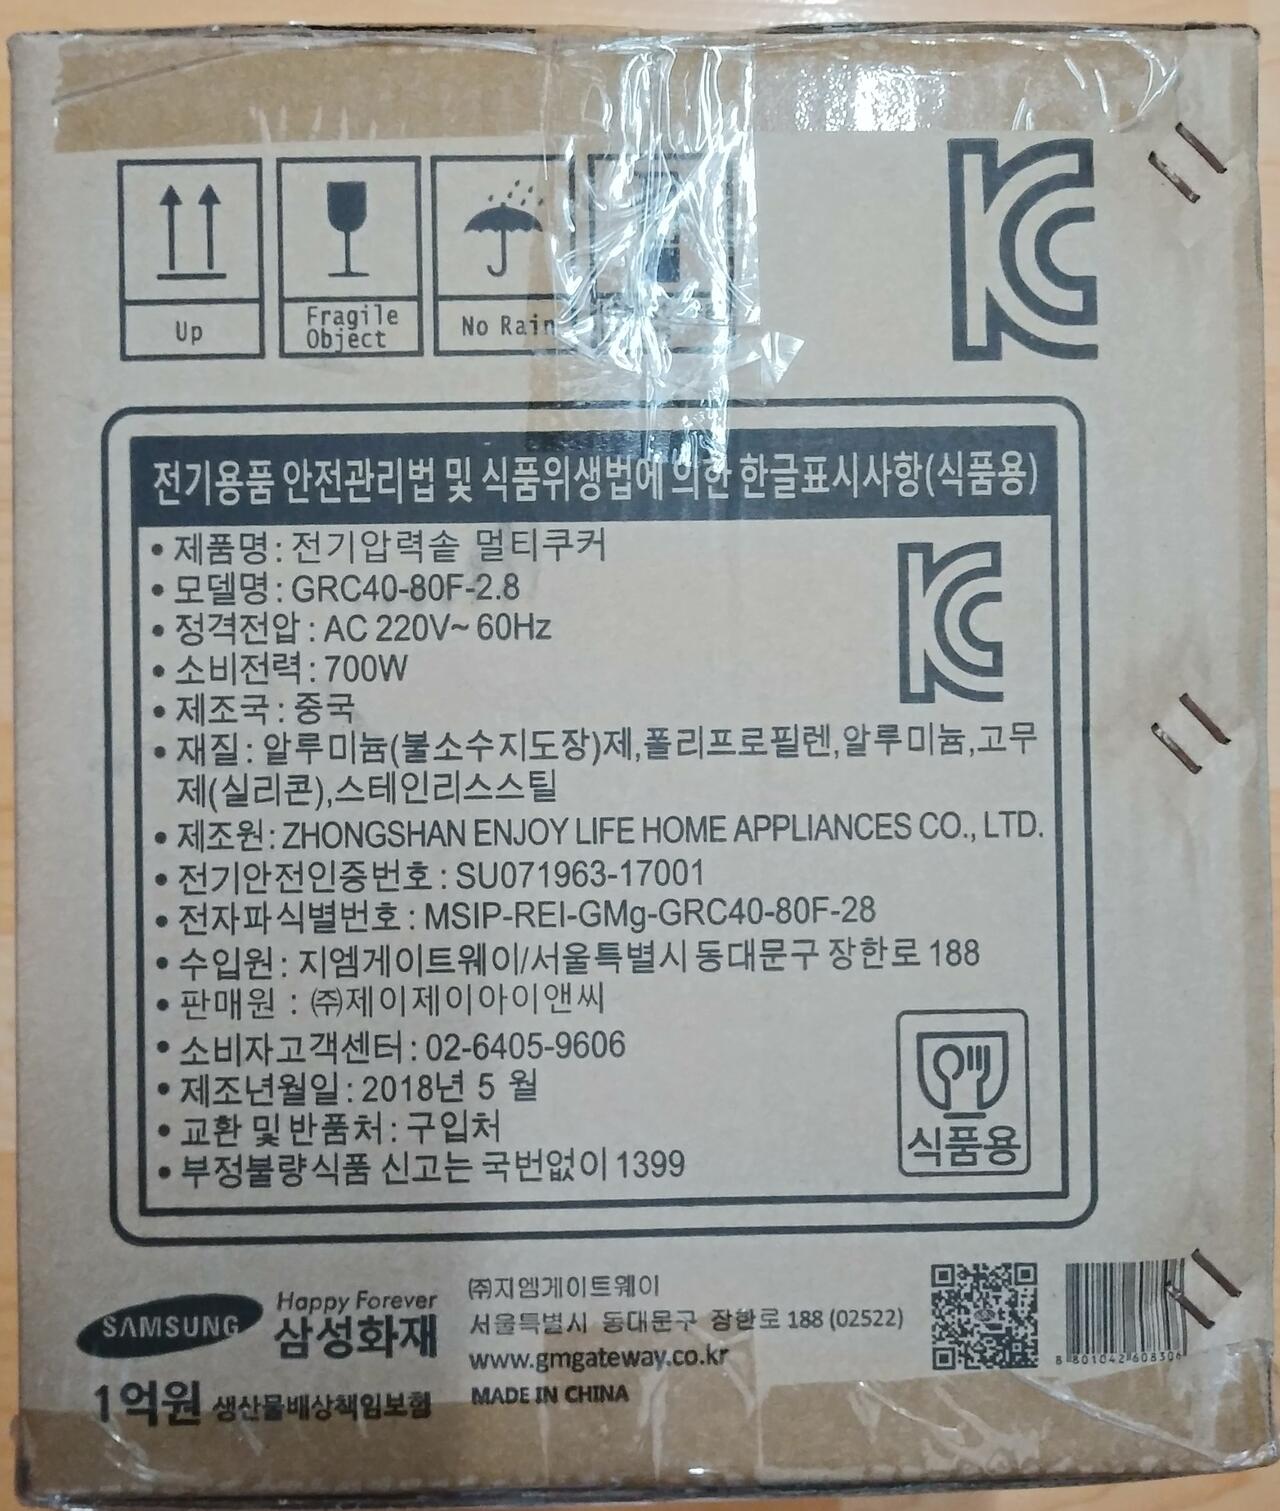 Up
Fragile
Object
No Rain
KC
전기용품 안전관리법 및 식품위생법에 의한 한글표시사항(식품용)
• 제품명 : 전기압력솥 멀티쿠커
• 모델명 : GRC40-80F-2.8
• 정격전압 : AC 220V~ 60Hz
• 소비전력 : 700W
• 제조국 : 중국
• 재질 : 알루미늄(불소수지도장)제,폴리프로필렌,알루미늄,고무
제(실리콘),스테인리스스틸
• 제조원 : ZHONGSHAN ENJOY LIFE HOME APPLIANCES CO., LTD.
• 전기안전인증번호 : SU071963-17001
• 전자파식별번호 : MSIP-REI-GMg-GRC40-80F-28
• 수입원 : 지엠게이트웨이/서울특별시 동대문구 장한로 188
• 판매원 : ㈜제이제이아이앤씨
• 소비자고객센터 : 02-6405-9606
• 제조년월일 : 2018년 5 월
• 교환 및 반품처 : 구입처
• 부정불량식품 신고는 국번없이 1399
KC
식품용
SAMSUNG
Happy Forever
삼성화재
1억원 생산물배상책임보험
㈜지엠게이트웨이
서울특별시 동대문구 장한로 188 (02522)
www.gmgateway.co.kr
MADE IN CHINA
8 801042 608306